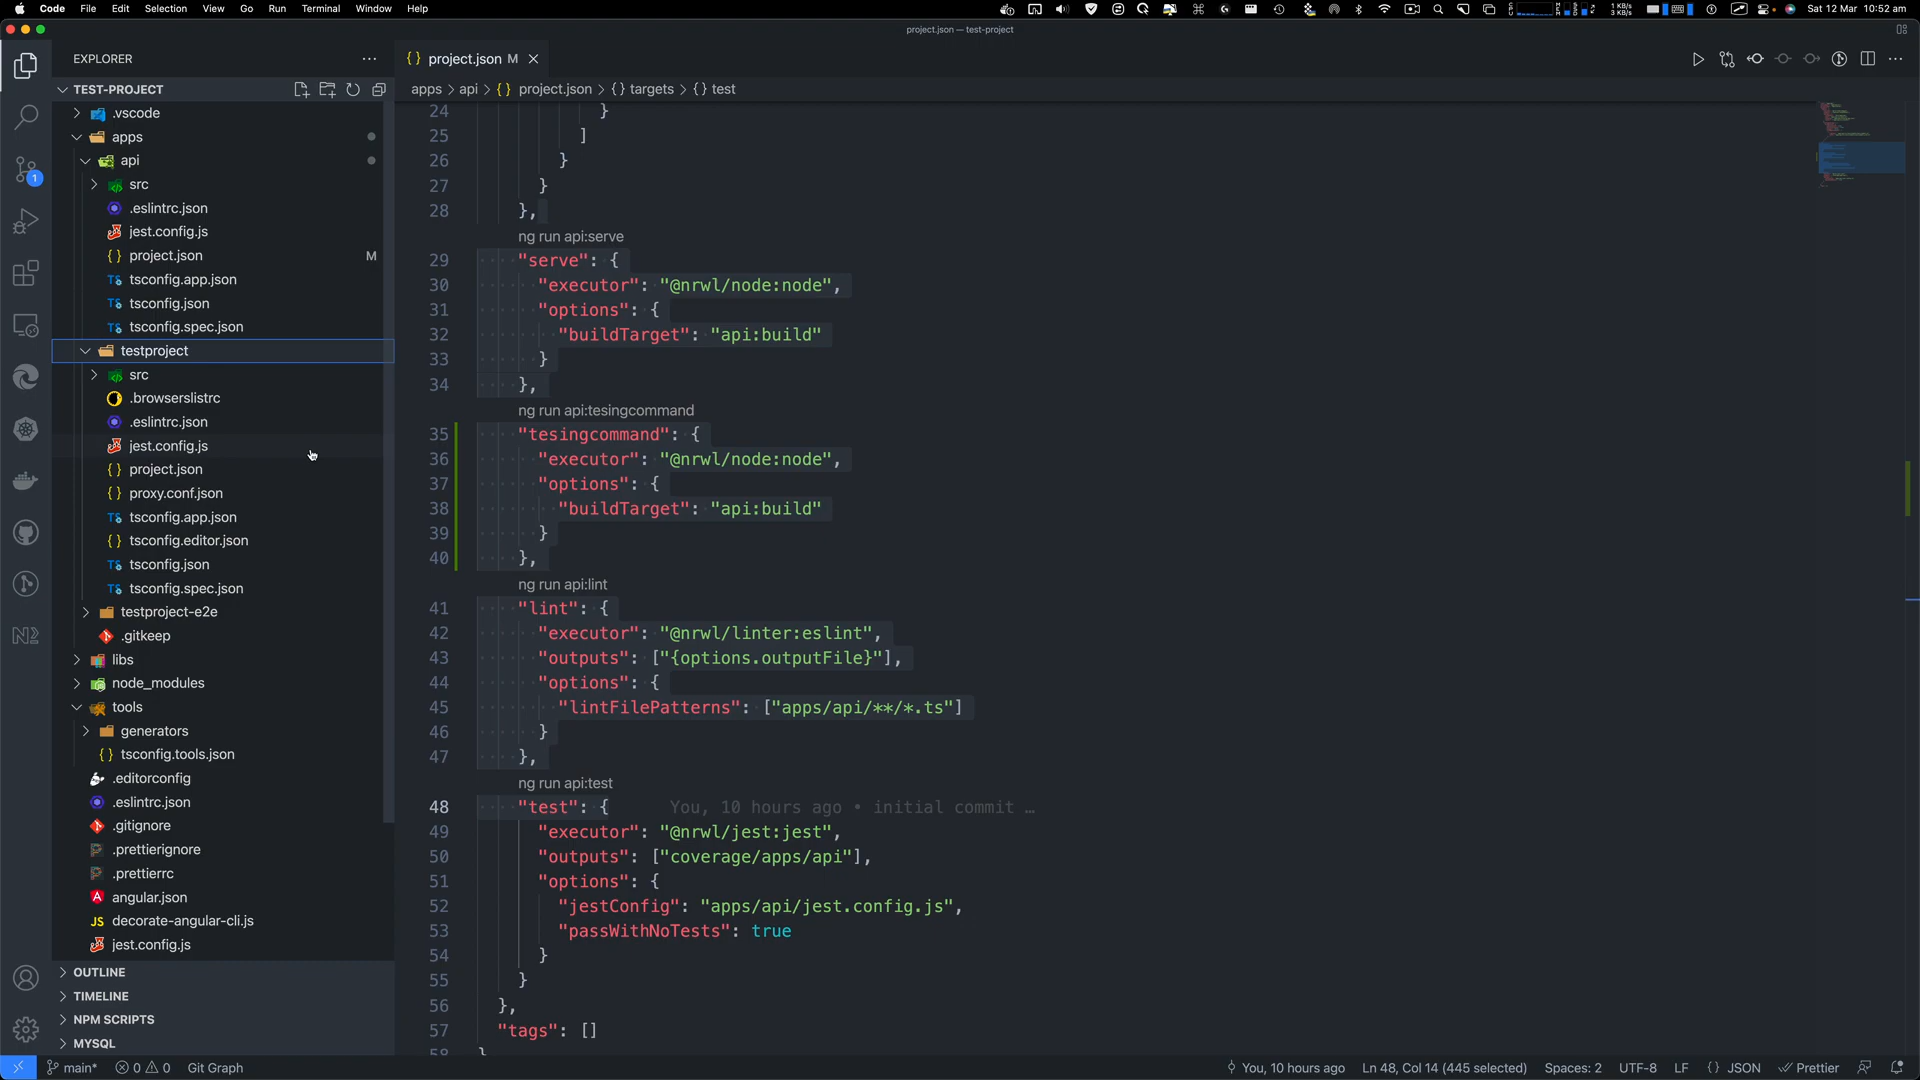 Code File Edit Selection View Go Run Terminal Window Help
1 KB/s
3 KB/s
Sat 12 Mar 10:52 am
project.json — test-project
EXPLORER
project.json M
TEST-PROJECT
apps > api > {} project.json > {} targets > {} test
.vscode
apps
api
src
.eslintrc.json
jest.config.js
project.json M
tsconfig.app.json
tsconfig.json
tsconfig.spec.json
testproject
src
.browserslistrc
.eslintrc.json
jest.config.js
project.json
proxy.conf.json
tsconfig.app.json
tsconfig.editor.json
tsconfig.json
tsconfig.spec.json
testproject-e2e
.gitkeep
libs
node_modules
tools
generators
tsconfig.tools.json
.editorconfig
.eslintrc.json
.gitignore
.prettierignore
.prettierrc
angular.json
decorate-angular-cli.js
jest.config.js
OUTLINE
TIMELINE
NPM SCRIPTS
MYSQL
24 }
25 ]
26 }
27 }
28 },
ng run api:serve
29 "serve": {
30 "executor": "@nrwl/node:node",
31 "options": {
32 "buildTarget": "api:build"
33 }
34 },
ng run api:tesingcommand
35 "tesingcommand": {
36 "executor": "@nrwl/node:node",
37 "options": {
38 "buildTarget": "api:build"
39 }
40 },
ng run api:lint
41 "lint": {
42 "executor": "@nrwl/linter:eslint",
43 "outputs": ["{options.outputFile}"],
44 "options": {
45 "lintFilePatterns": ["apps/api/**/*.ts"]
46 }
47 },
ng run api:test
48 "test": { You, 10 hours ago • initial commit …
49 "executor": "@nrwl/jest:jest",
50 "outputs": ["coverage/apps/api"],
51 "options": {
52 "jestConfig": "apps/api/jest.config.js",
53 "passWithNoTests": true
54 }
55 }
56 },
57 "tags": []
58 }
main* 0 0 Git Graph You, 10 hours ago Ln 48, Col 14 (445 selected) Spaces: 2 UTF-8 LF {} JSON Prettier